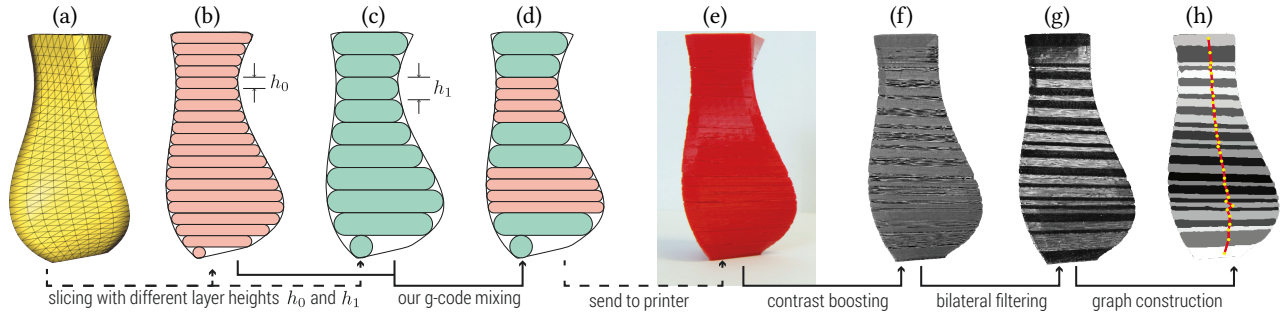 (a) (b) (c) (d) (e) (f) (g) (h)
h₀ h₁
slicing with different layer heights h₀ and h₁ our g-code mixing send to printer contrast boosting bilateral filtering graph construction